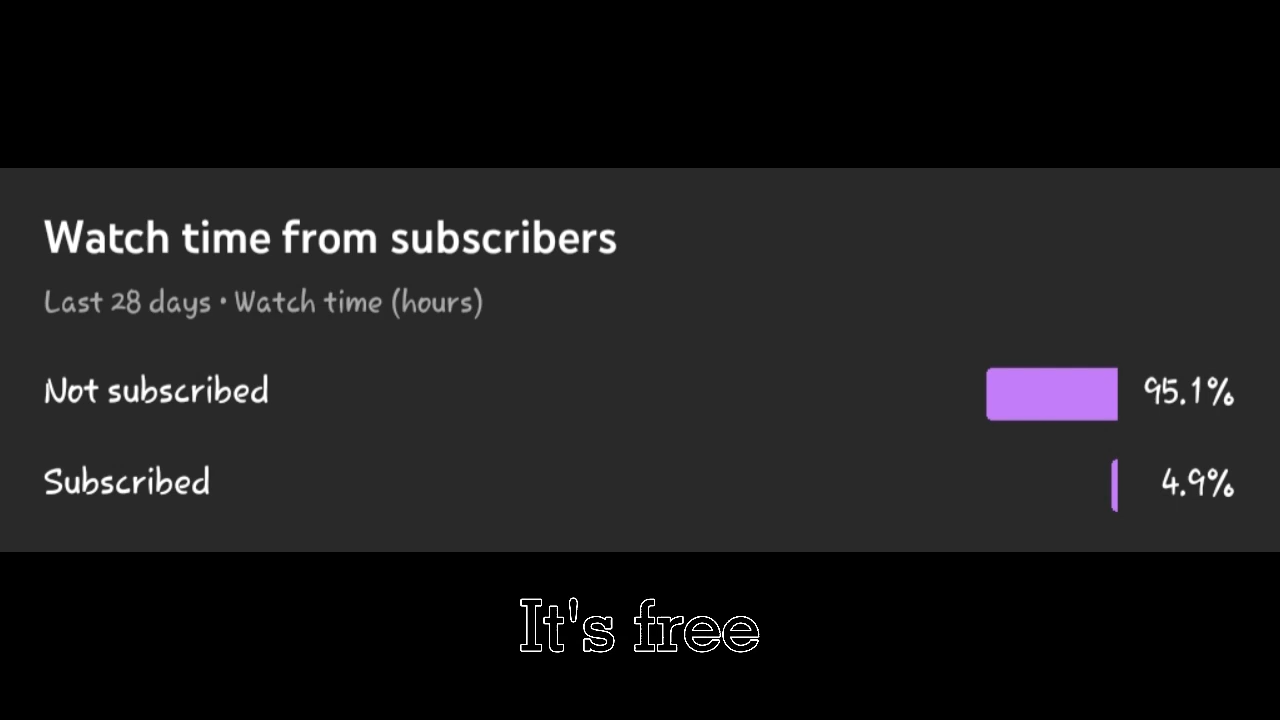 Watch time from subscribers
Last 28 days • Watch time (hours)
Not subscribed 95.1%
Subscribed 4.9%
It's free